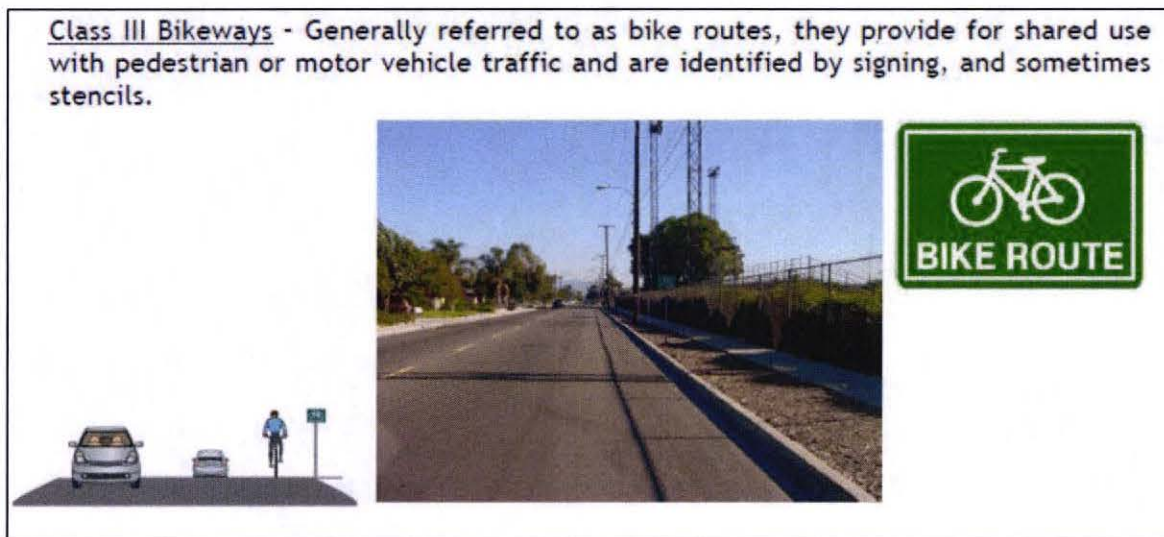 Class III Bikeways - Generally referred to as bike routes, they provide for shared use
with pedestrian or motor vehicle traffic and are identified by signing, and sometimes
stencils.
BIKE ROUTE